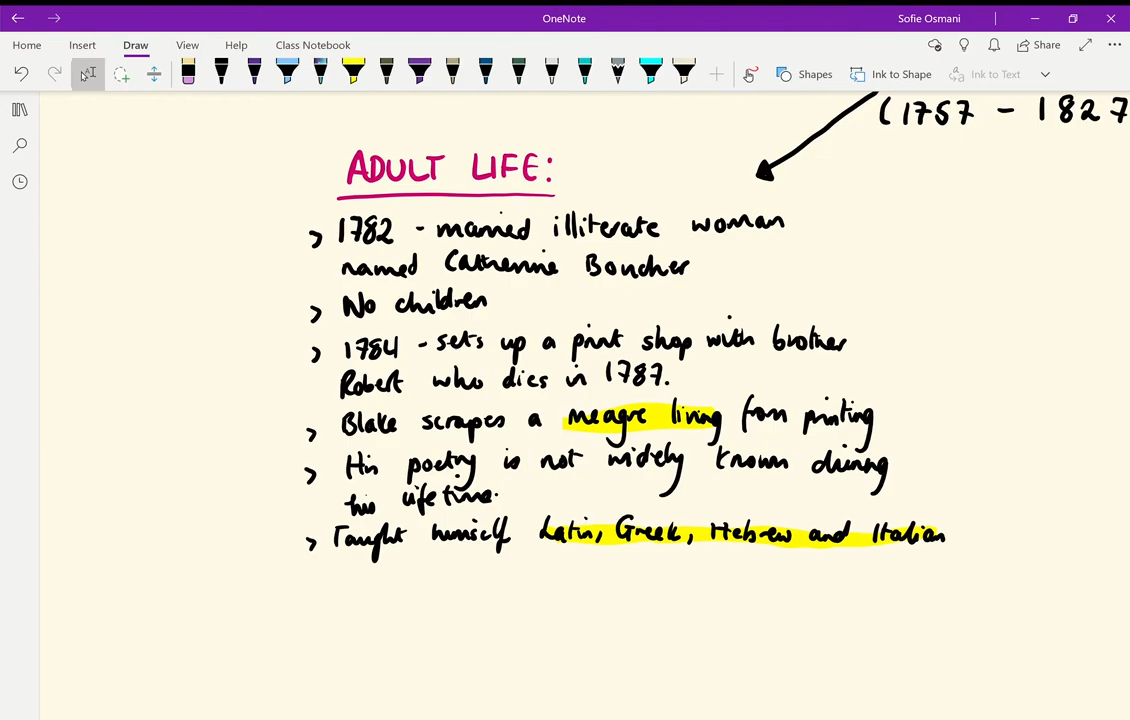 OneNote
Sofie Osmani
Home Insert Draw View Help Class Notebook
Share
Shapes Ink to Shape Ink to Text
(1757 - 1827
ADULT LIFE:
> 1782 - married illiterate woman
named Catherine Boucher
> No children
> 1784 - sets up a print shop with brother
Robert who dies in 1787.
> Blake scrapes a meagre living from printing
> His poetry is not widely known during
his lifetime.
> Taught himself Latin, Greek, Hebrew and Italian